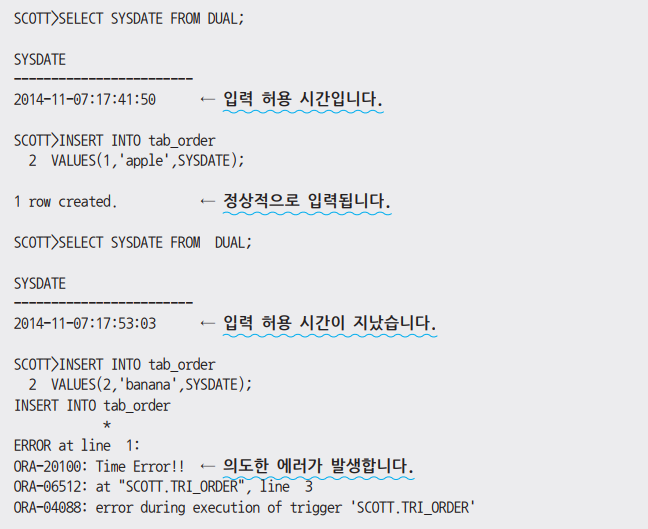 SCOTT>SELECT SYSDATE FROM DUAL;
SYSDATE
------------------------
2014-11-07:17:41:50 ← 입력 허용 시간입니다.
SCOTT>INSERT INTO tab_order
2 VALUES(1,'apple',SYSDATE);
1 row created. ← 정상적으로 입력됩니다.
SCOTT>SELECT SYSDATE FROM DUAL;
SYSDATE
------------------------
2014-11-07:17:53:03 ← 입력 허용 시간이 지났습니다.
SCOTT>INSERT INTO tab_order
2 VALUES(2,'banana',SYSDATE);
INSERT INTO tab_order
*
ERROR at line 1:
ORA-20100: Time Error!! ← 의도한 에러가 발생합니다.
ORA-06512: at "SCOTT.TRI_ORDER", line 3
ORA-04088: error during execution of trigger 'SCOTT.TRI_ORDER'